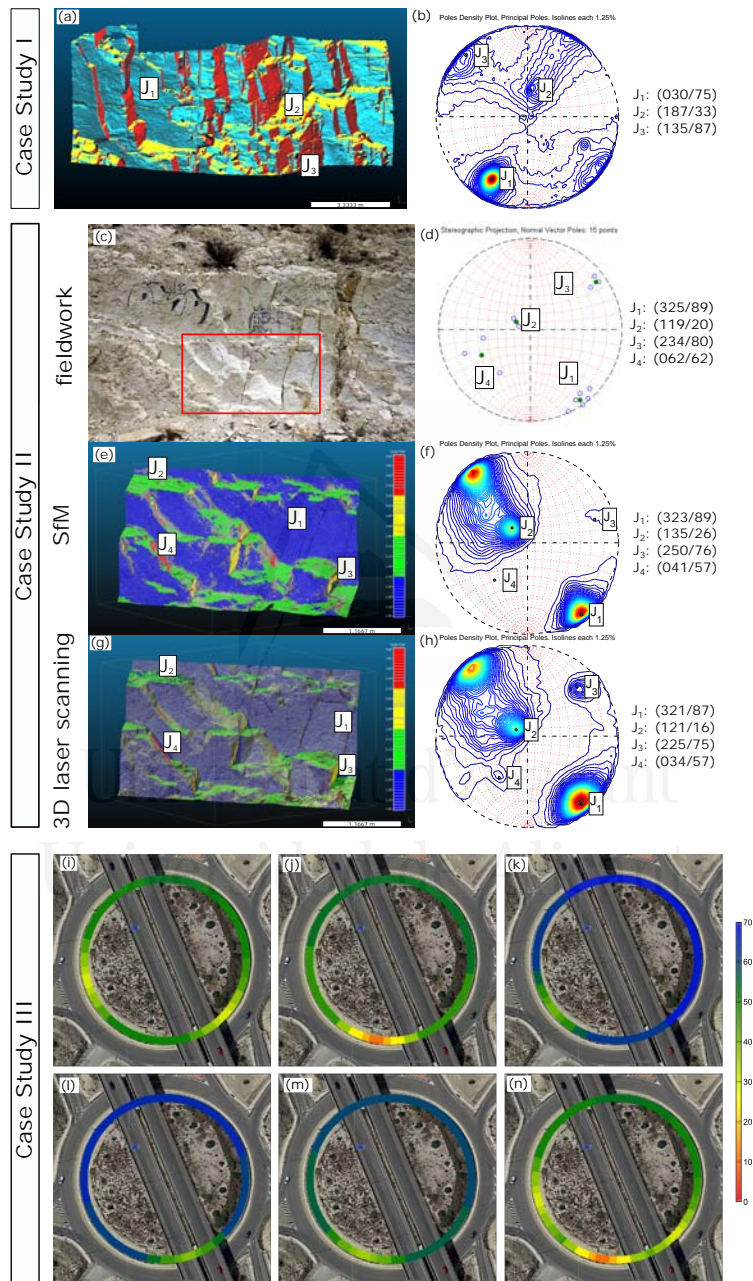 Case Study I
(a)
J1
J2
J3
3.3333 m
(b)
Poles Density Plot, Principal Poles. Isolines each 1.25%
J3
J2
J1
J1: (030/75)
J2: (187/33)
J3: (135/87)
Case Study II
fieldwork
(c)
(d)
Stereographic Projection, Normal Vector Poles: 15 points
J3
J2
J4
J1
J1: (325/89)
J2: (119/20)
J3: (234/80)
J4: (062/62)
SfM
(e)
J2
J1
J4
J3
1.1667 m
(f)
Poles Density Plot, Principal Poles. Isolines each 1.25%
J3
J2
J4
J1
J1: (323/89)
J2: (135/26)
J3: (250/76)
J4: (041/57)
3D laser scanning
(g)
J2
J1
J4
J3
1.1667 m
(h)
Poles Density Plot, Principal Poles. Isolines each 1.25%
J3
J2
J4
J1
J1: (321/87)
J2: (121/16)
J3: (225/75)
J4: (034/57)
Case Study III
(i)
(j)
(k)
(l)
(m)
(n)
70
60
50
40
30
20
10
0